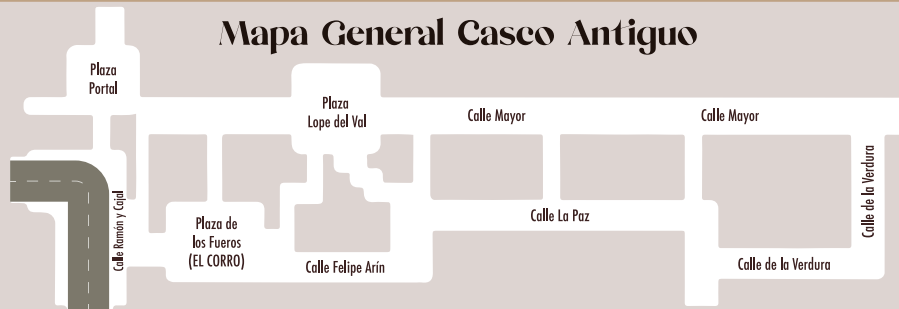 Mapa General Casco Antiguo
Plaza
Portal
Plaza
Lope del Val
Calle Mayor
Calle Mayor
Calle de la Verdura
Calle Ramón y Cajal
Plaza de
los Fueros
(EL CORRO)
Calle La Paz
Calle Felipe Arín
Calle de la Verdura